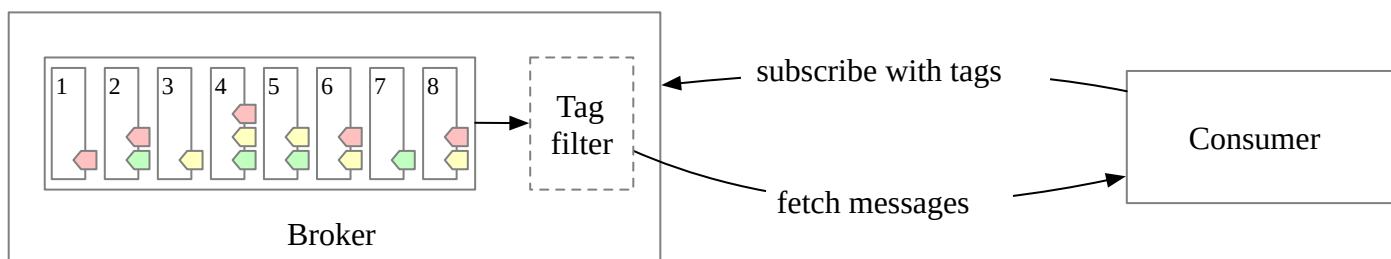 1 2 3 4 5 6 7 8
Tag
filter
Broker
subscribe with tags
fetch messages
Consumer